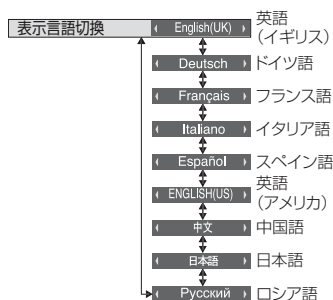 表示言語切換
English(UK) 英語
(イギリス)
Deutsch ドイツ語
Français フランス語
Italiano イタリア語
Español スペイン語
ENGLISH(US) 英語
(アメリカ)
中文 中国語
日本語 日本語
Русский ロシア語